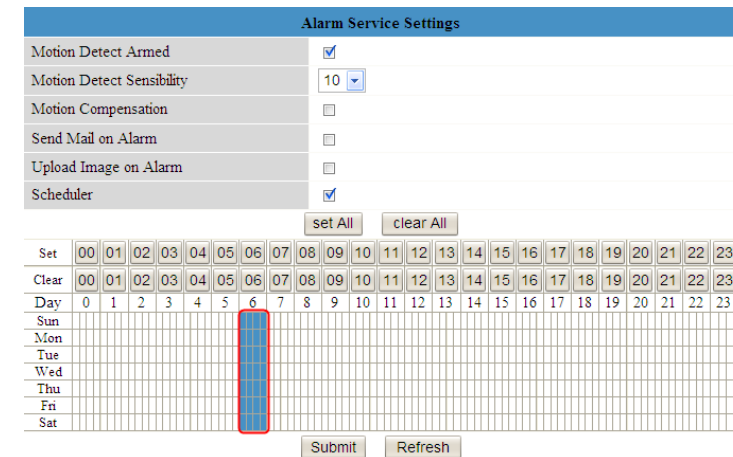 Alarm Service Settings
Motion Detect Armed
Motion Detect Sensibility 10
Motion Compensation
Send Mail on Alarm
Upload Image on Alarm
Scheduler
set All clear All
Set 00 01 02 03 04 05 06 07 08 09 10 11 12 13 14 15 16 17 18 19 20 21 22 23
Clear 00 01 02 03 04 05 06 07 08 09 10 11 12 13 14 15 16 17 18 19 20 21 22 23
Day 0 1 2 3 4 5 6 7 8 9 10 11 12 13 14 15 16 17 18 19 20 21 22 23
Sun
Mon
Tue
Wed
Thu
Fri
Sat
Submit Refresh